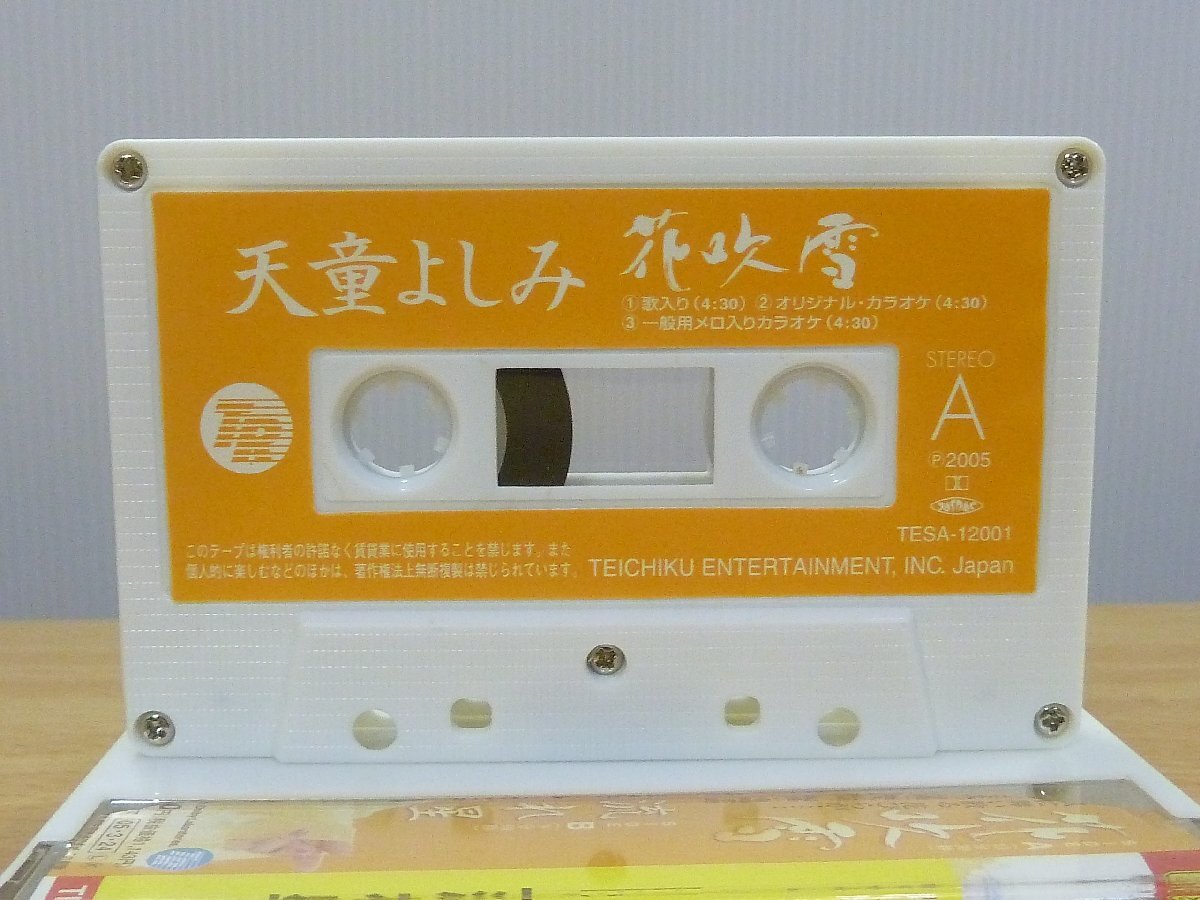 天童よしみ 花吹雪
①歌入り(4:30) ②オリジナル・カラオケ(4:30)
③一般用メロ入りカラオケ(4:30)
STEREO
A
Ⓟ2005
TESA-12001
このテープは権利者の許諾なく賃貸業に使用することを禁じます。また
個人的に楽しむなどのほかは、著作権法上無断複製は禁じられています。
TEICHIKU ENTERTAINMENT, INC. Japan
花吹雪
B